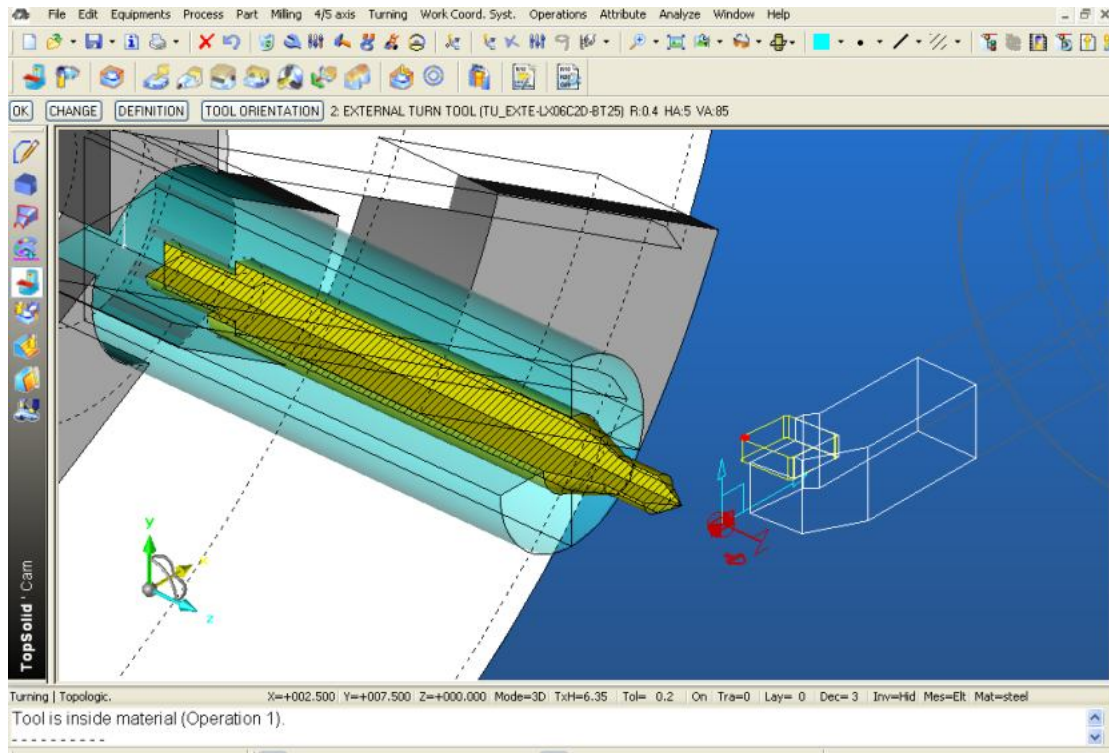 File Edit Equipments Process Part Milling 4/5 axis Turning Work Coord. Syst. Operations Attribute Analyze Window Help
OK CHANGE DEFINITION TOOL ORIENTATION 2: EXTERNAL TURN TOOL (TU_EXTE-LX06C2D-BT25) R:0.4 HA:5 VA:85
y
z
TopSolid'Cam
Turning | Topologic. X=+002.500 Y=+007.500 Z=+000.000 Mode=3D TxH=6.35 Tol= 0.2 On Tra=0 Lay= 0 Dec= 3 Inv=Hid Mes=Elt Mat=steel
Tool is inside material (Operation 1).
----------